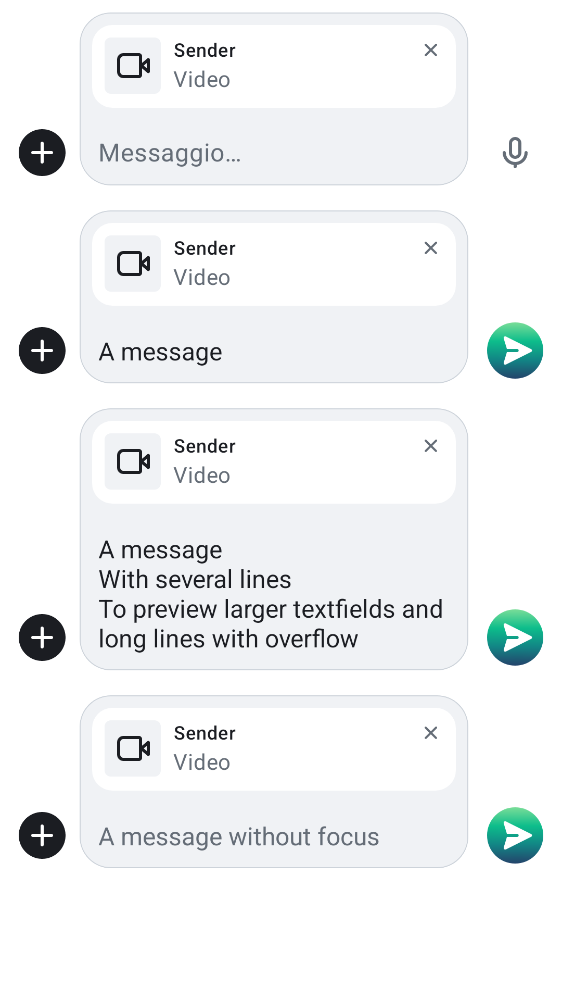 Sender
Video
Messaggio…
Sender
Video
A message
Sender
Video
A message
With several lines
To preview larger textfields and
long lines with overflow
Sender
Video
A message without focus